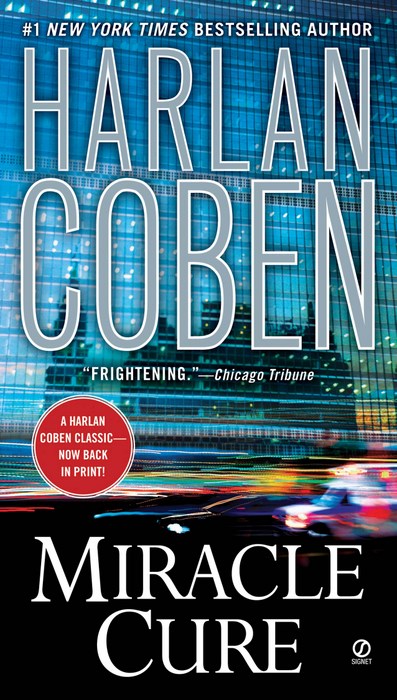 #1 NEW YORK TIMES BESTSELLING AUTHOR
HARLAN
COBEN
“FRIGHTENING.”—Chicago Tribune
A HARLAN
COBEN CLASSIC—
NOW BACK
IN PRINT!
MIRACLE
CURE
SIGNET